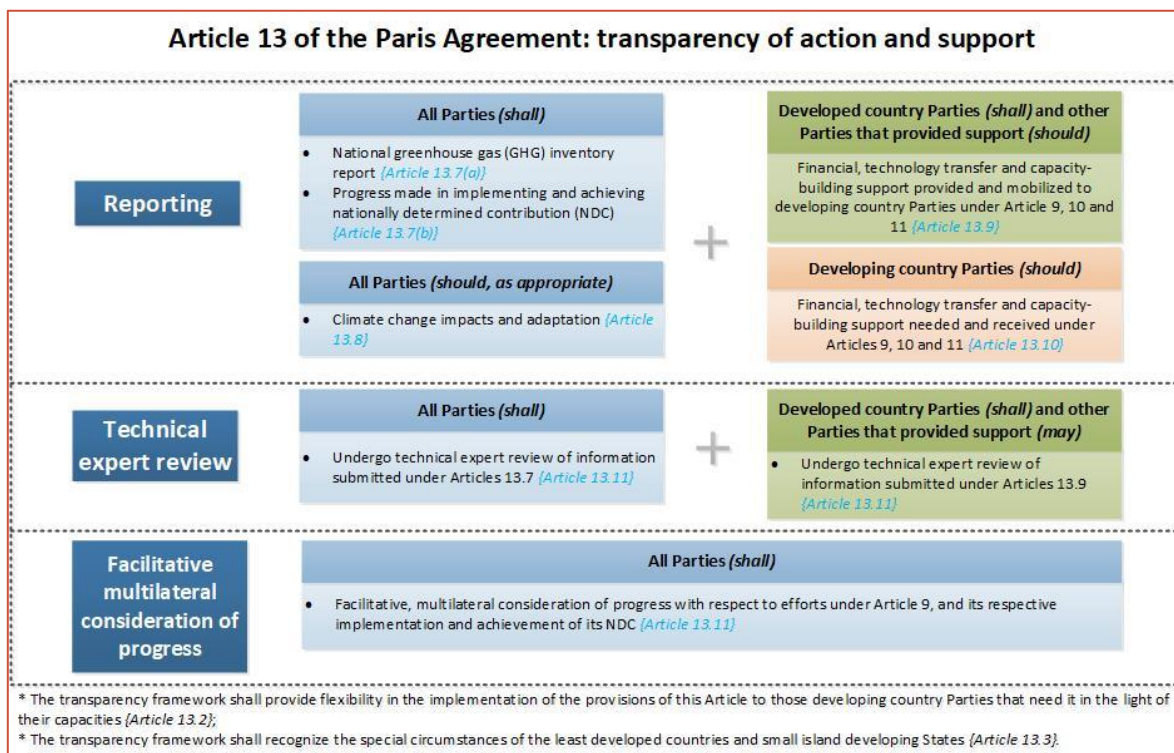 Article 13 of the Paris Agreement: transparency of action and support
Reporting
All Parties (shall)
• National greenhouse gas (GHG) inventory
report {Article 13.7(a)}
• Progress made in implementing and achieving
nationally determined contribution (NDC)
{Article 13.7(b)}
All Parties (should, as appropriate)
• Climate change impacts and adaptation {Article
13.8}
+
Developed country Parties (shall) and other
Parties that provided support (should)
Financial, technology transfer and capacity-
building support provided and mobilized to
developing country Parties under Article 9, 10 and
11 {Article 13.9}
Developing country Parties (should)
Financial, technology transfer and capacity-
building support needed and received under
Articles 9, 10 and 11 {Article 13.10}
Technical
expert review
All Parties (shall)
• Undergo technical expert review of information
submitted under Articles 13.7 {Article 13.11}
+
Developed country Parties (shall) and other
Parties that provided support (may)
• Undergo technical expert review of
information submitted under Articles 13.9
{Article 13.11}
Facilitative
multilateral
consideration of
progress
All Parties (shall)
• Facilitative, multilateral consideration of progress with respect to efforts under Article 9, and its respective
implementation and achievement of its NDC {Article 13.11}
* The transparency framework shall provide flexibility in the implementation of the provisions of this Article to those developing country Parties that need it in the light of
their capacities {Article 13.2};
* The transparency framework shall recognize the special circumstances of the least developed countries and small island developing States {Article 13.3}.